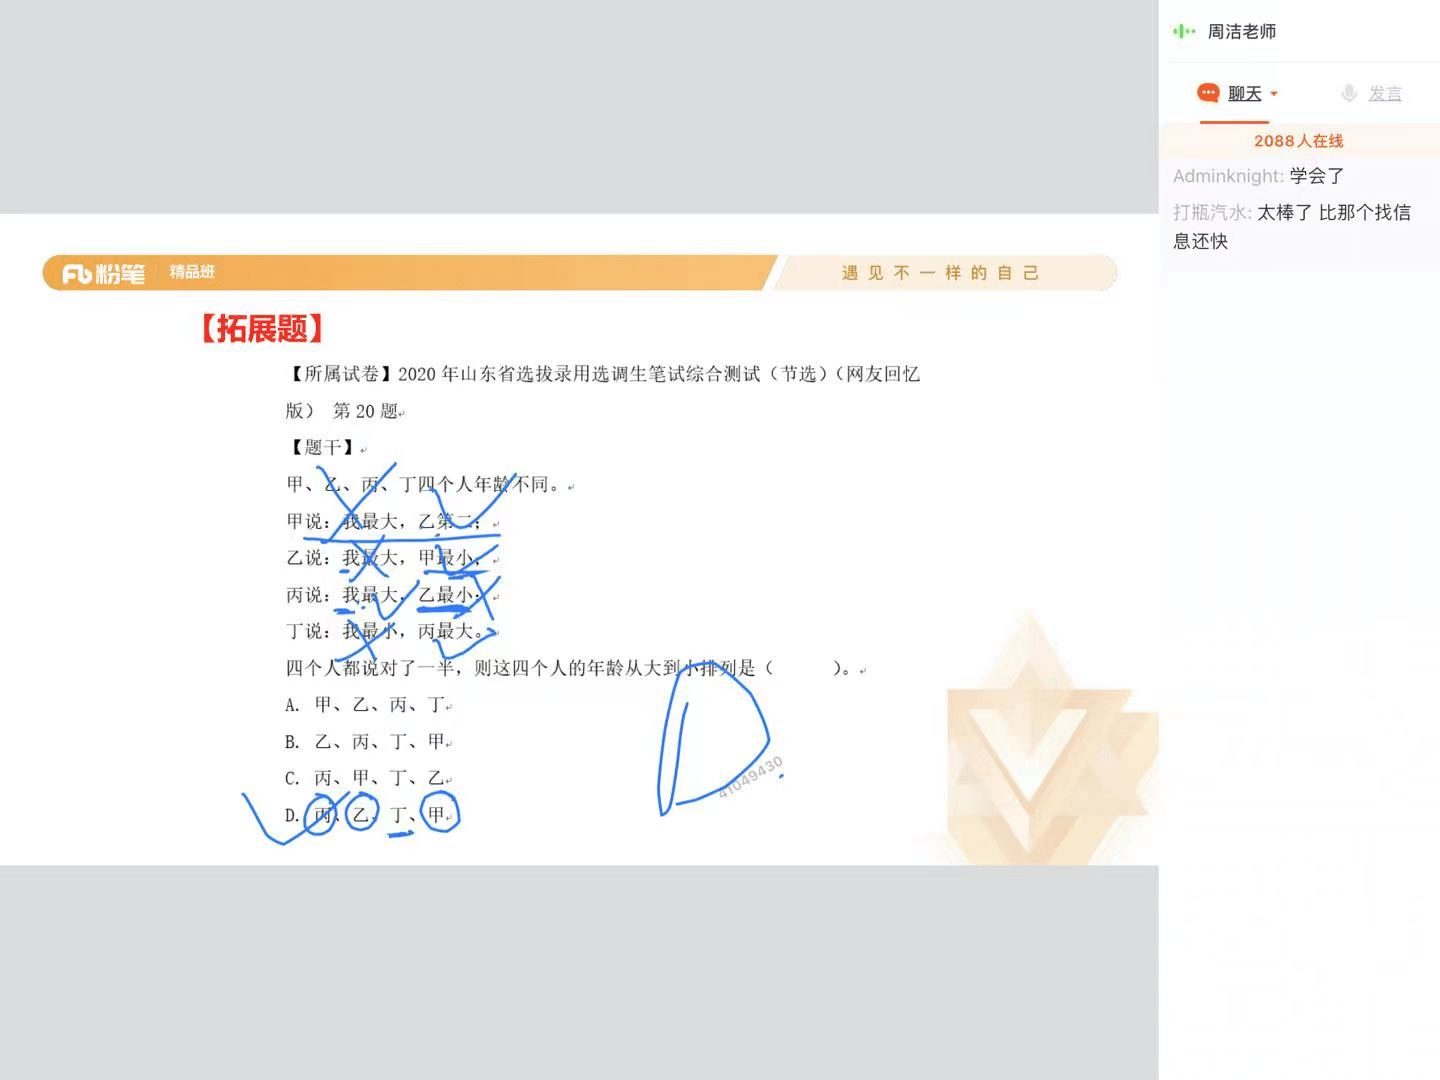 周洁老师
聊天
发言
2088人在线
Adminknight: 学会了
打瓶汽水: 太棒了 比那个找信
息还快
粉笔 精品班
遇见不一样的自己
【拓展题】
【所属试卷】2020 年山东省选拔录用选调生笔试综合测试（节选）（网友回忆
版） 第 20 题
【题干】
甲、乙、丙、丁四个人年龄不同。
甲说：我最大，乙第二；
乙说：我最大，甲最小；
丙说：我最大，乙最小；
丁说：我最小，丙最大。
四个人都说对了一半，则这四个人的年龄从大到小排列是（ ）。
A. 甲、乙、丙、丁
B. 乙、丙、丁、甲
C. 丙、甲、丁、乙
D. 丙、乙、丁、甲
D
41049430